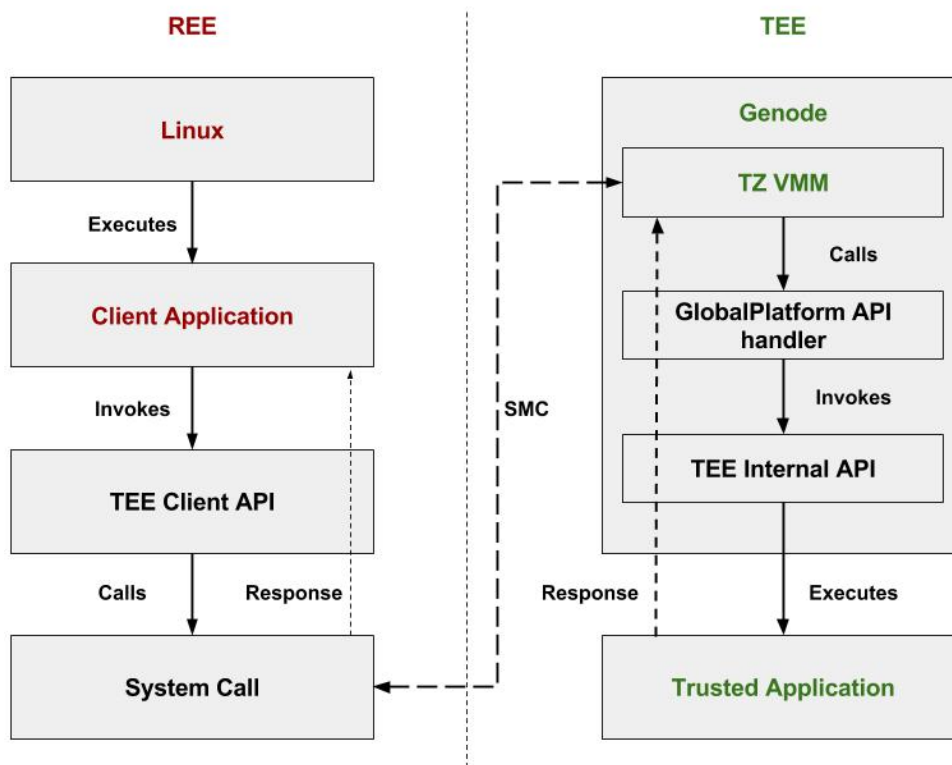 REE
TEE
Linux
Genode
TZ VMM
Executes
Calls
Client Application
GlobalPlatform API
handler
Invokes
SMC
Invokes
TEE Client API
TEE Internal API
Calls
Response
Response
Executes
System Call
Trusted Application